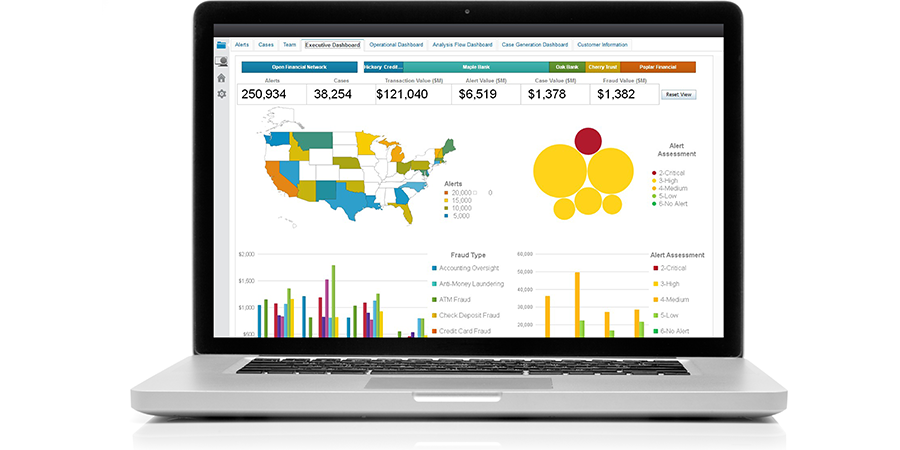 Alerts Cases Team Executive Dashboard Operational Dashboard Analysis Flow Dashboard Case Generation Dashboard Customer Information
Open Financial Network Hickory Credit... Maple Bank Oak Bank Cherry Trust Poplar Financial
Alerts Cases Transaction Value ($M) Alert Value ($M) Case Value ($M) Fraud Value ($M)
250,934 38,254 $121,040 $6,519 $1,378 $1,382 Reset View
Alerts
20,000 0
15,000
10,000
5,000
Alert
Assessment
2-Critical
3-High
4-Medium
5-Low
6-No Alert
$2,000
$1,500
$1,000
$500
Fraud Type
Accounting Oversight
Anti-Money Laundering
ATM Fraud
Check Deposit Fraud
Credit Card Fraud
60,000
50,000
40,000
30,000
20,000
Alert Assessment
2-Critical
3-High
4-Medium
5-Low
6-No Alert